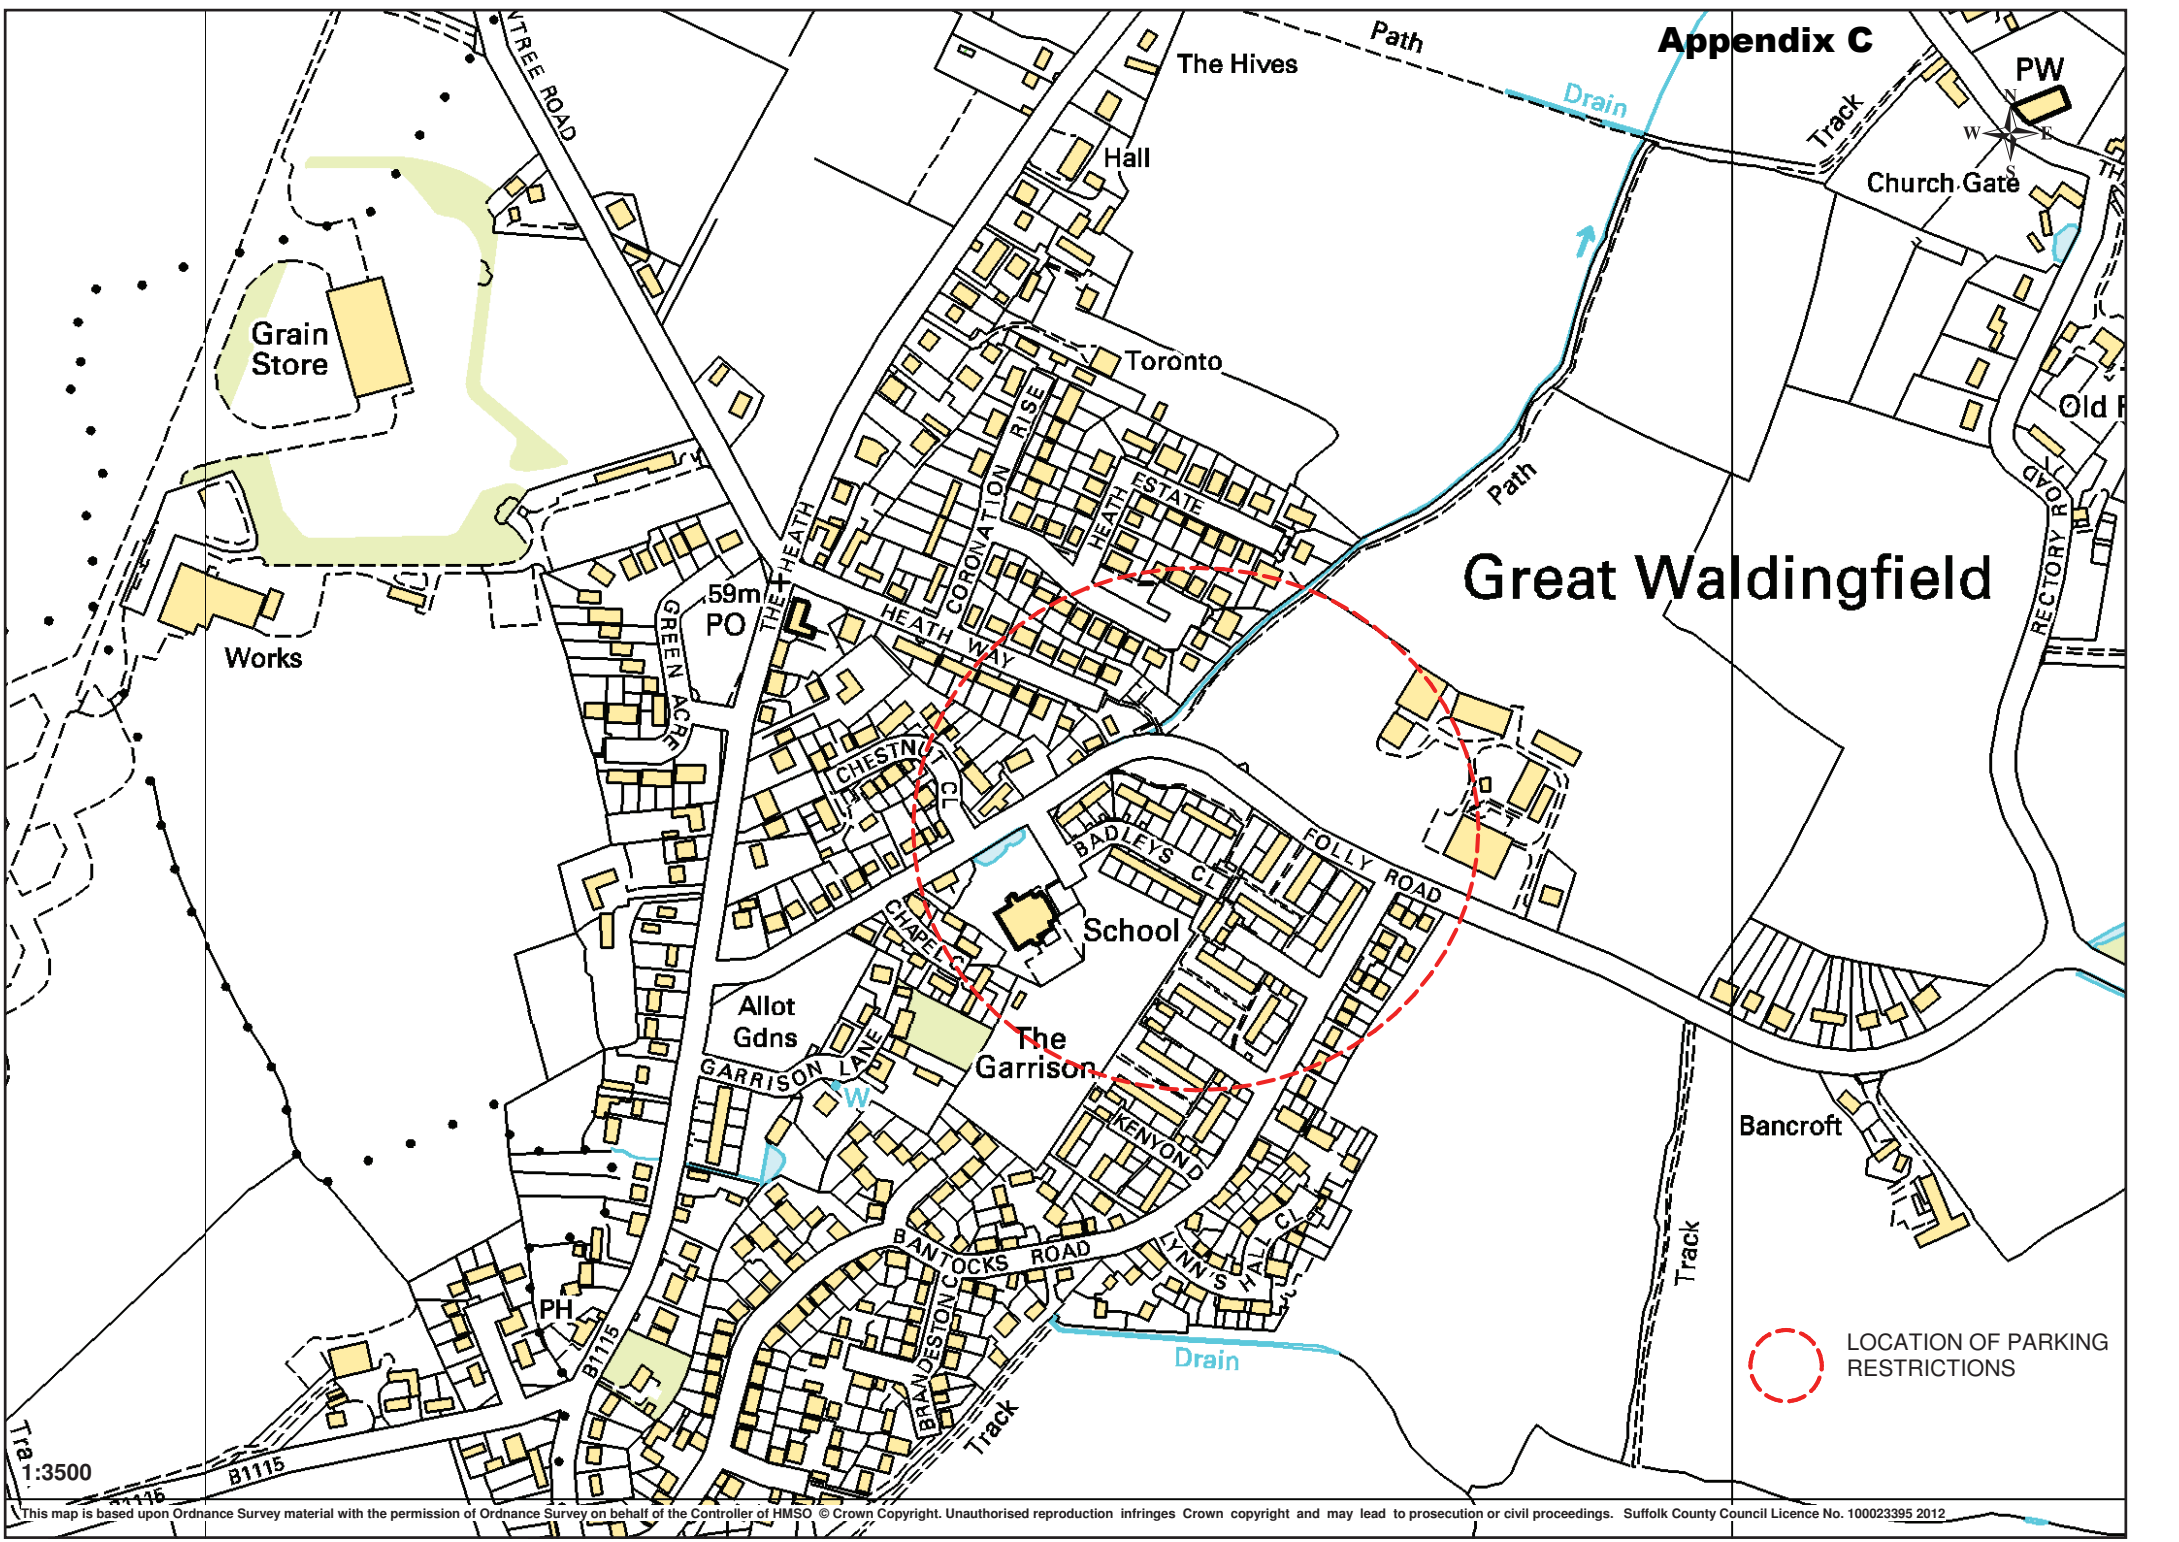 Appendix C
NTREE ROAD
The Hives
Path
Drain
Track
PW
N
W E
S
Hall
Church Gate
TH
Grain
Store
Toronto
Old
RISE
CORONATION
ESTATE
HEATH
Path
Great Waldingfield
RECTORY ROAD
THE HEATH
59m
PO
HEATH WAY
GREEN ACRE
Works
CHESTNUT CL
BADLEYS CL
FOLLY ROAD
CHAPEL C
School
Allot
Gdns
The
Garrison
GARRISON LANE
W
KENYON D
Bancroft
Track
BANTOCKS ROAD
LYNN'S HALL CL
BRANDESTON C
PH
B1115
Drain
Track
LOCATION OF PARKING
RESTRICTIONS
Tra
1:3500
B1115
B1115
This map is based upon Ordnance Survey material with the permission of Ordnance Survey on behalf of the Controller of HMSO © Crown Copyright. Unauthorised reproduction infringes Crown copyright and may lead to prosecution or civil proceedings. Suffolk County Council Licence No. 100023395 2012